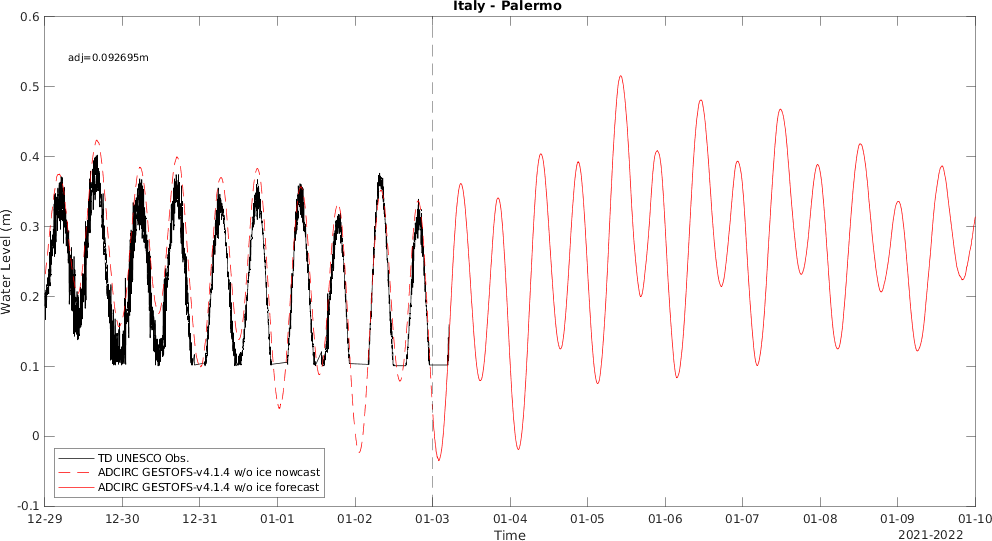 Italy - Palermo
0.6
adj=0.092695m
0.5
0.4
0.3
0.2
0.1
0
-0.1
Water Level (m)
TD UNESCO Obs.
ADCIRC GESTOFS-v4.1.4 w/o ice nowcast
ADCIRC GESTOFS-v4.1.4 w/o ice forecast
12-29 12-30 12-31 01-01 01-02 01-03 01-04 01-05 01-06 01-07 01-08 01-09 01-10
Time
2021-2022